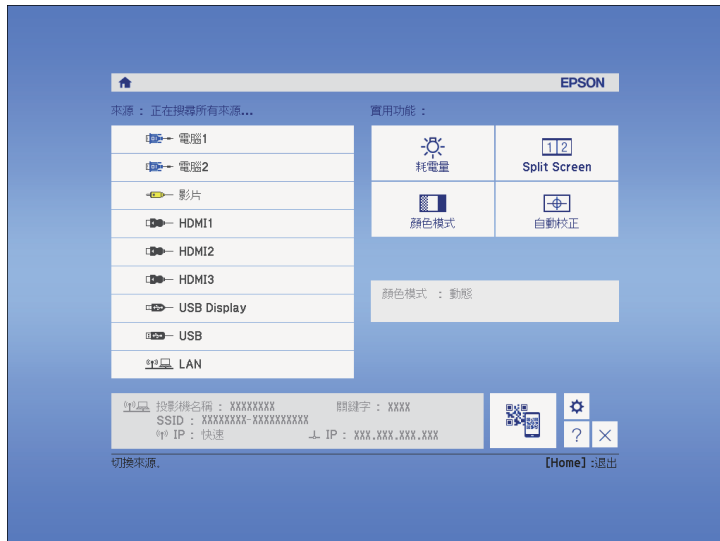 EPSON
來源 : 正在搜尋所有來源...
電腦1
電腦2
影片
HDMI1
HDMI2
HDMI3
USB Display
USB
LAN
實用功能 :
耗電量
1 2
Split Screen
顏色模式
自動校正
顏色模式 : 動態
投影機名稱 : XXXXXXXX 關鍵字 : XXXX
SSID : XXXXXXXX-XXXXXXXXXX
IP : 快速 IP : XXX.XXX.XXX.XXX
?
切換來源. [Home] :退出